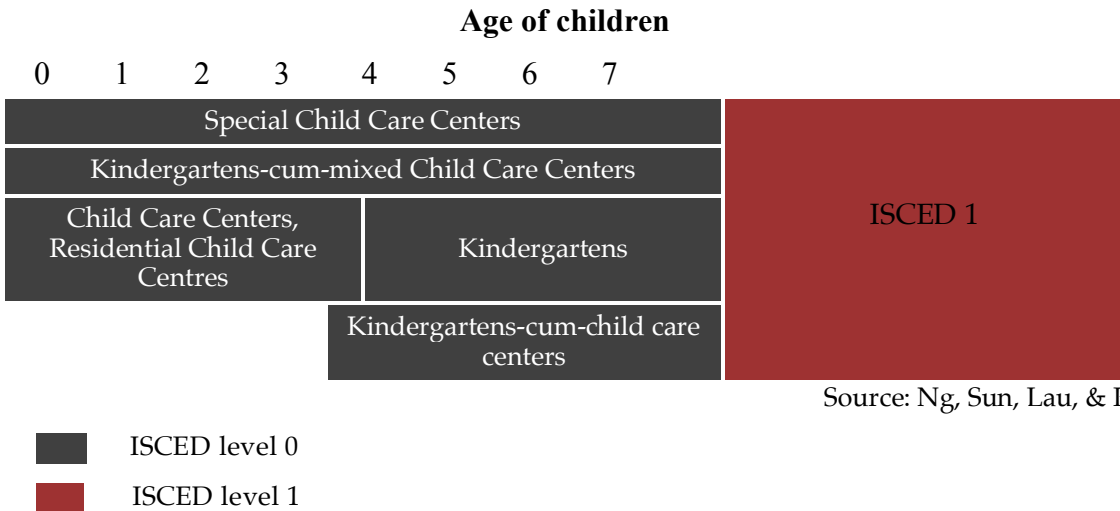 Age of children
0 1 2 3 4 5 6 7
Special Child Care Centers
Kindergartens-cum-mixed Child Care Centers
Child Care Centers,
Residential Child Care
Centres
Kindergartens
ISCED 1
Kindergartens-cum-child care
centers
Source: Ng, Sun, Lau, &
ISCED level 0
ISCED level 1